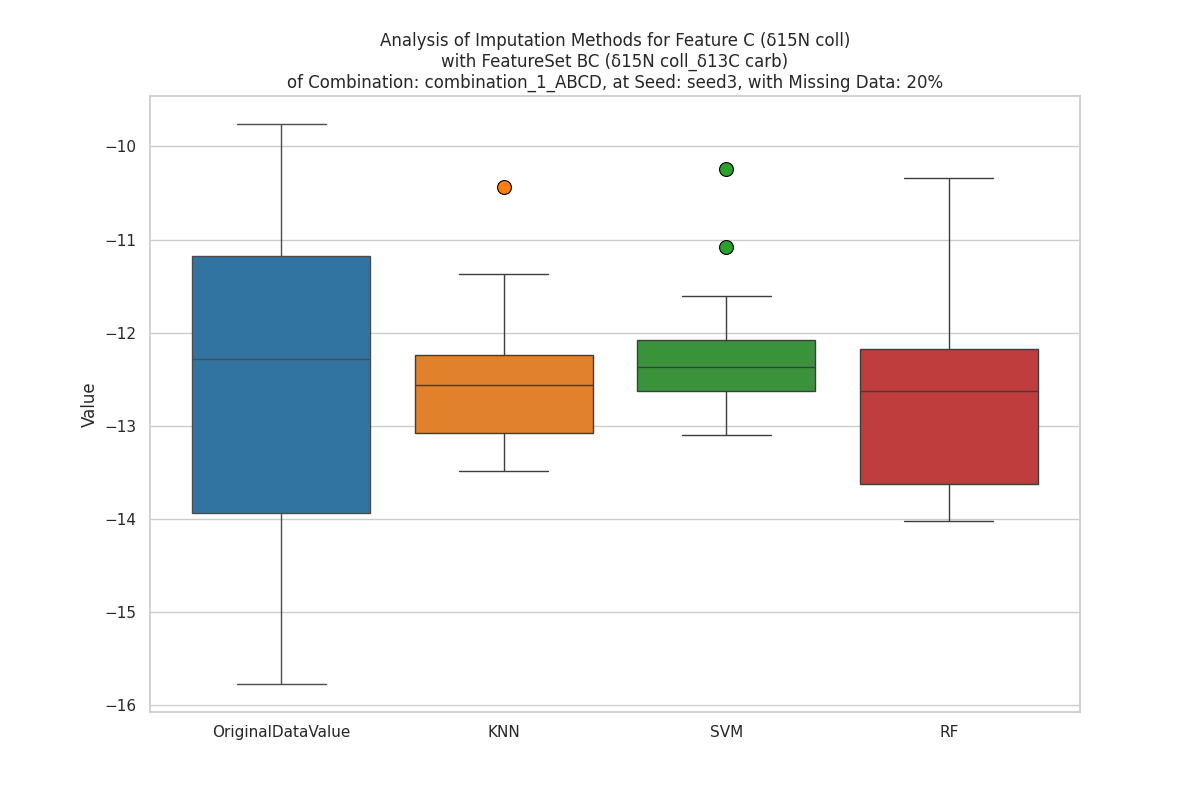 Analysis of Imputation Methods for Feature C (δ15N coll)
with FeatureSet BC (δ15N coll_δ13C carb)
of Combination: combination_1_ABCD, at Seed: seed3, with Missing Data: 20%
−10
−11
−12
−13
−14
−15
−16
Value
OriginalDataValue
KNN
SVM
RF